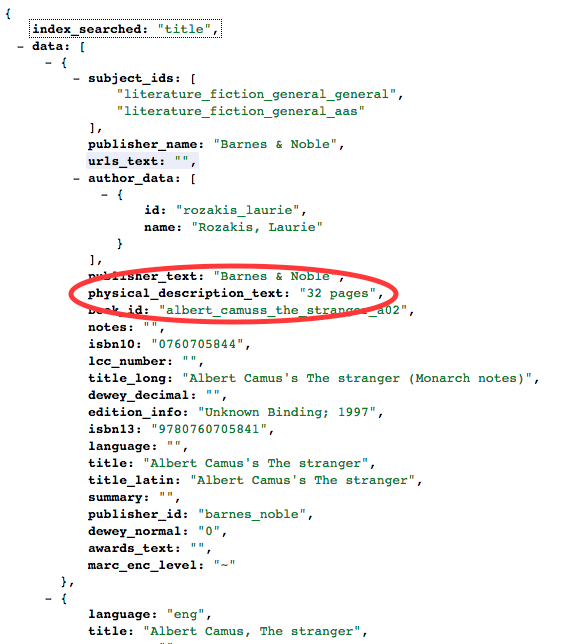 {
index_searched: "title",
- data: [
- {
- subject_ids: [
"literature_fiction_general_general",
"literature_fiction_general_aas"
],
publisher_name: "Barnes & Noble",
urls_text: "",
- author_data: [
- {
id: "rozakis_laurie",
name: "Rozakis, Laurie"
}
],
publisher_text: "Barnes & Noble",
physical_description_text: "32 pages",
book_id: "albert_camuss_the_stranger_a02",
notes: "",
isbn10: "0760705844",
lcc_number: "",
title_long: "Albert Camus's The stranger (Monarch notes)",
dewey_decimal: "",
edition_info: "Unknown Binding; 1997",
isbn13: "9780760705841",
language: "",
title: "Albert Camus's The stranger",
title_latin: "Albert Camus's The stranger",
summary: "",
publisher_id: "barnes_noble",
dewey_normal: "0",
awards_text: "",
marc_enc_level: "~"
},
- {
language: "eng",
title: "Albert Camus, The stranger",